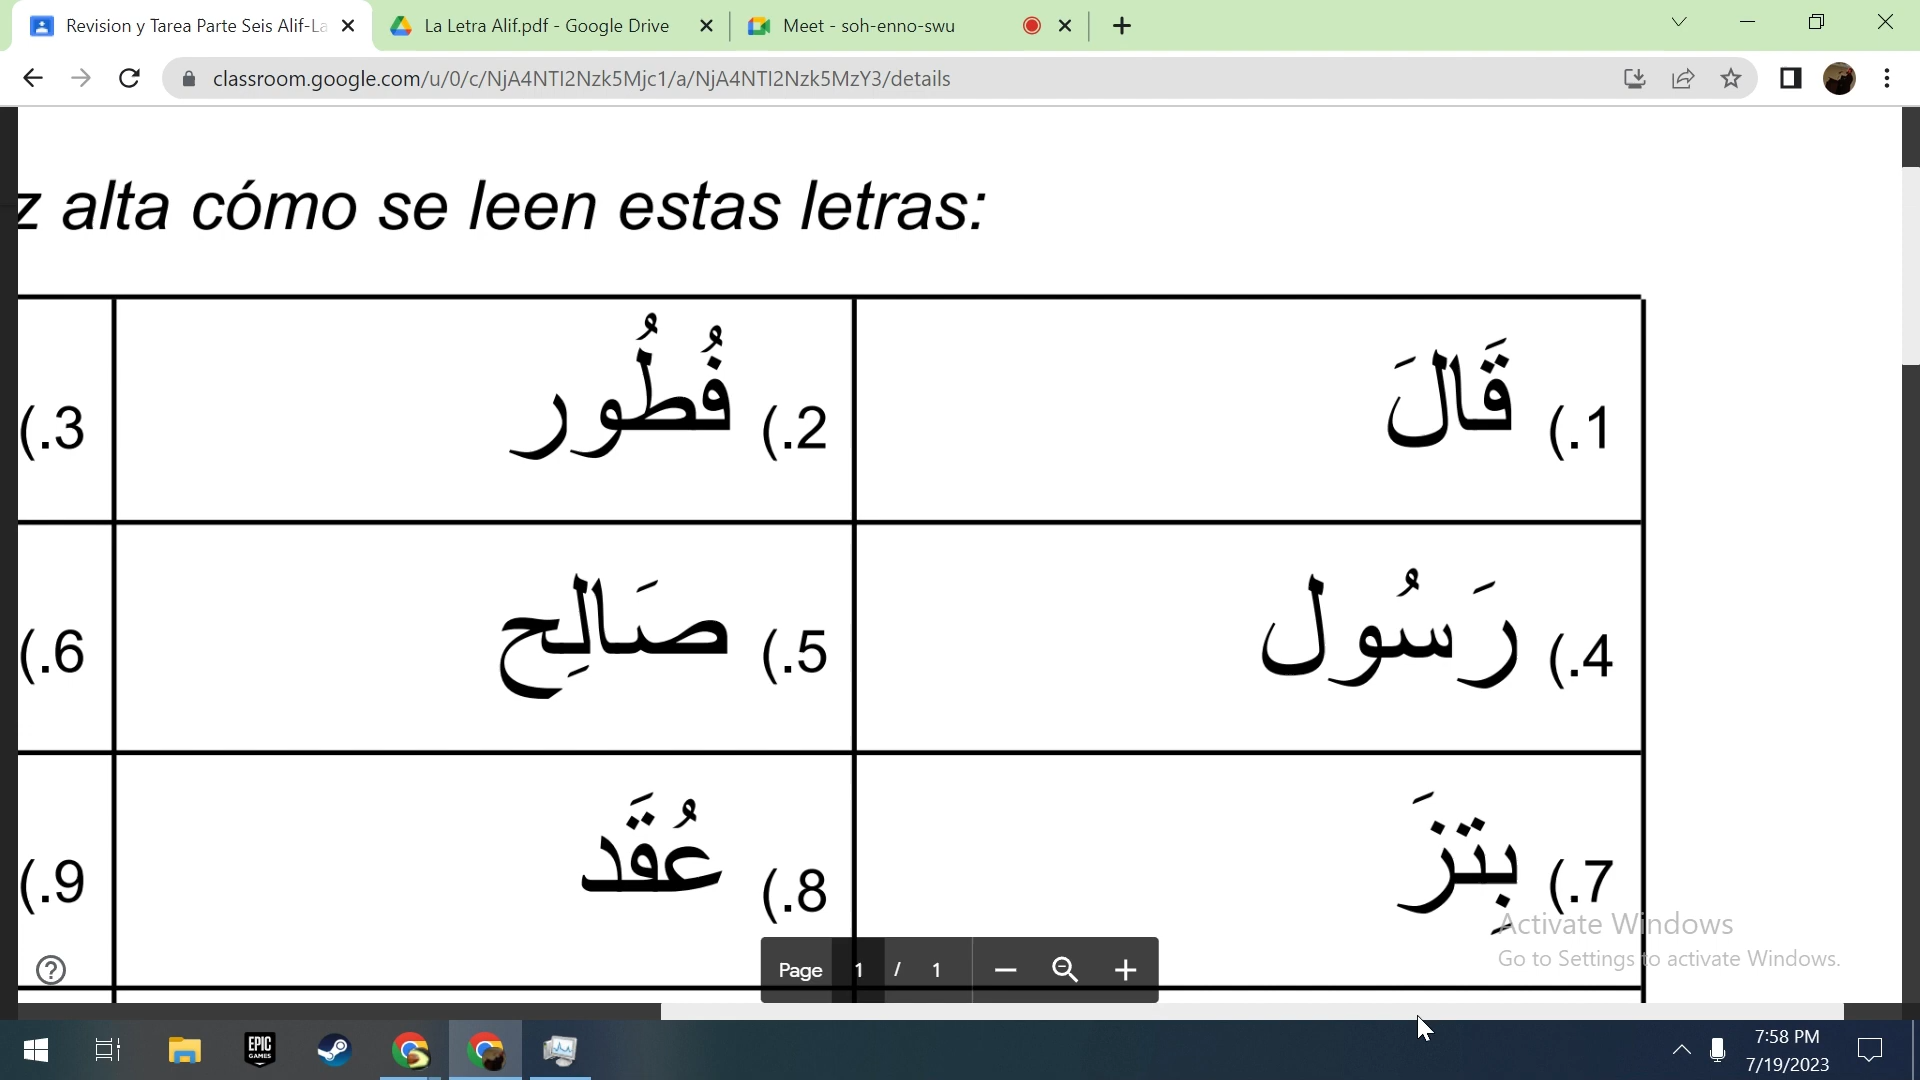 Revision y Tarea Parte Seis Alif-La
La Letra Alif.pdf - Google Drive
Meet - soh-enno-swu
classroom.google.com/u/0/c/NjA4NTI2Nzk5Mjc1/a/NjA4NTI2Nzk5MzY3/details
z alta cómo se leen estas letras:
1.) قَالَ
2.) فُطُور
3.)
4.) رَسُول
5.) صَالِح
6.)
7.) بِتزَ
8.) عُقَد
9.)
Activate Windows
Go to Settings to activate Windows.
Page 1 / 1
EPIC GAMES
7:58 PM
7/19/2023